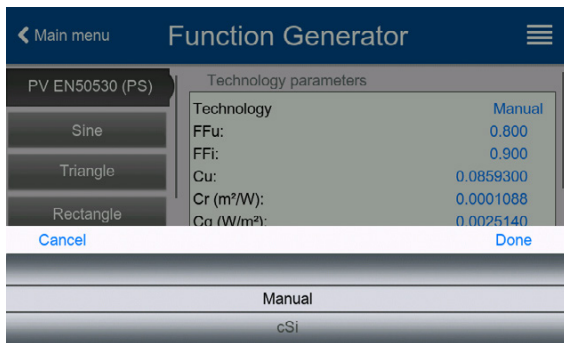 Main menu
Function Generator
PV EN50530 (PS)
Sine
Triangle
Rectangle
Technology parameters
Technology Manual
FFu: 0.800
FFi: 0.900
Cu: 0.0859300
Cr (m²/W): 0.0001088
Cg (W/m²): 0.0025140
Cancel Done
Manual
cSi